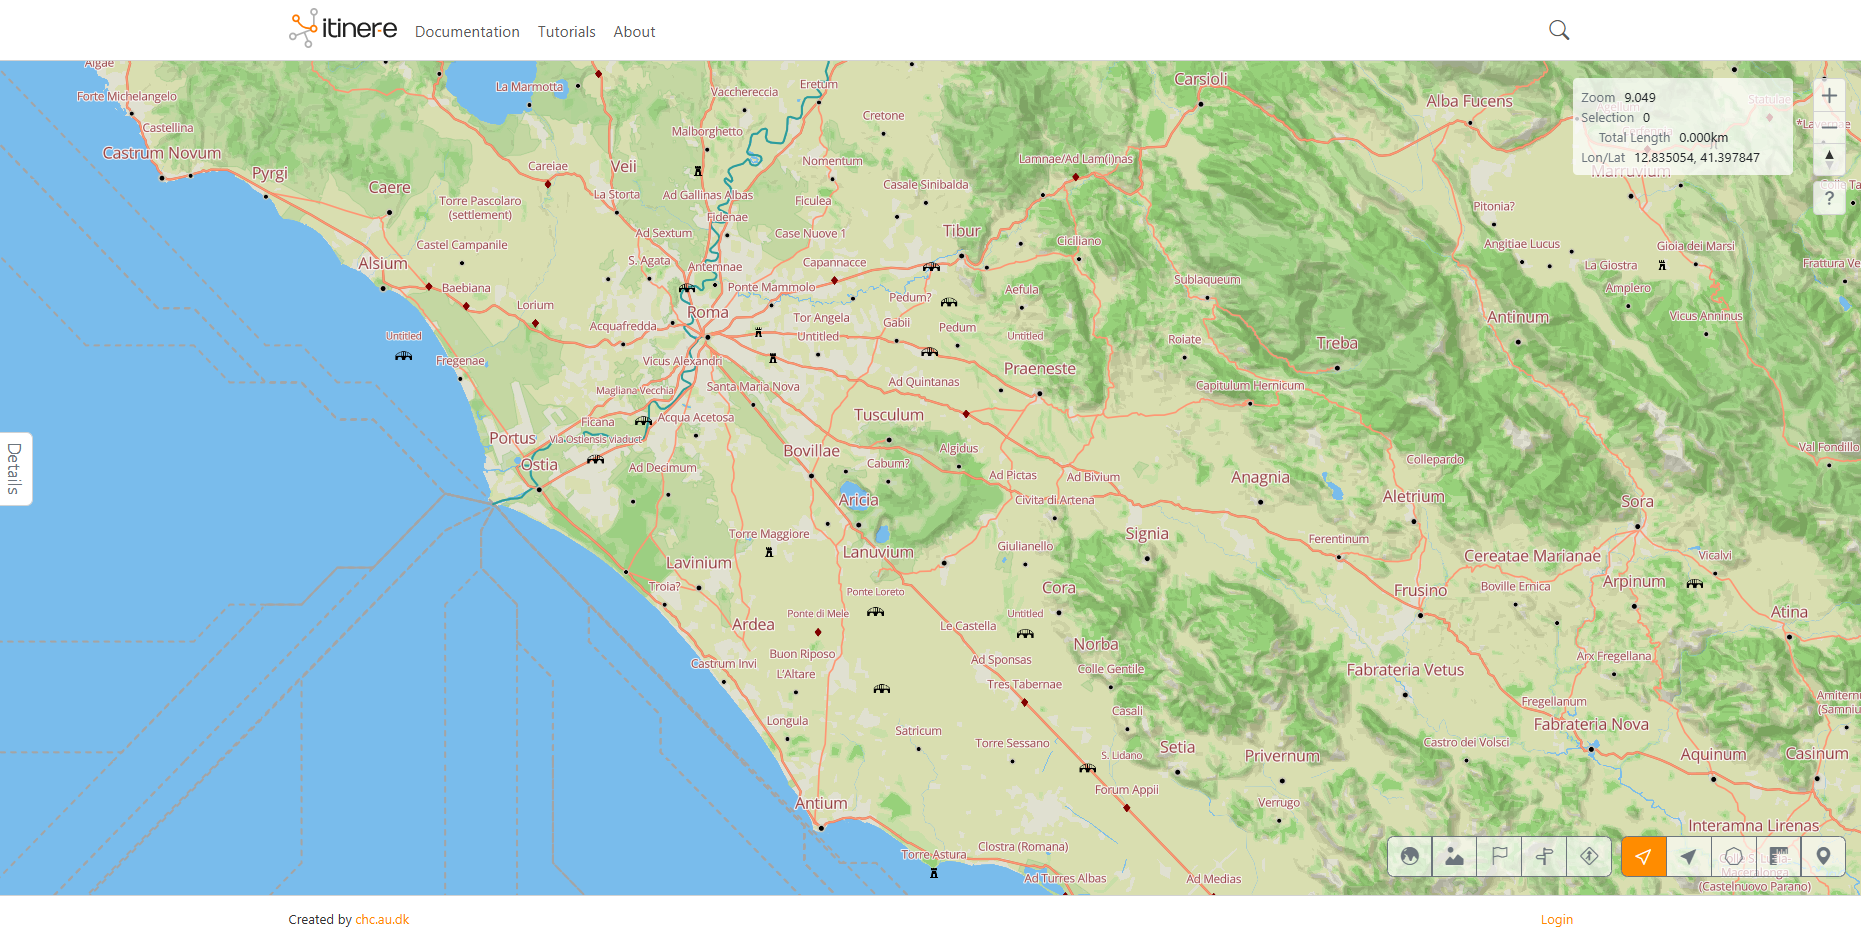 itiner-e
Documentation
Tutorials
About
Zoom 9.049
Selection 0
Total Length 0.000km
Lon/Lat 12.835054, 41.397847
Algae
Forte Michelangelo
Castellina
Castrum Novum
Pyrgi
Caere
Careiae
Veii
La Marmotta
Vacchereccia
Eretum
Malborghetto
Cretone
Nomentum
Carsioli
Alba Fucens
Statulae
*Lavernae
Marruvium
Lamnae/Ad Lam(i)nas
Torre Pascolaro
(settlement)
La Storta
Ad Gallinas Albas
Fidenae
Ficulea
Casale Sinibalda
Castel Campanile
Ad Sextum
Case Nuove 1
Tibur
Ciciliano
Pitonia?
Angitiae Lucus
Gioia dei Marsi
La Giostra
Frattura Ve
Alsium
Baebiana
Lorium
S. Agata
Antemnae
Capannacce
Ponte Mammolo
Pedum?
Aefula
Sublaqueum
Ampiero
Vicus Anninus
Antinum
Untitled
Acquafredda
Roma
Tor Angela
Untitled
Gabii
Pedum
Untitled
Roiate
Treba
Fregenae
Vicus Alexandri
Praeneste
Magliana Vecchia
Santa Maria Nova
Ad Quintanas
Capitulum Hernicum
Ficana
Acqua Acetosa
Tusculum
Portus
Via Ostiensis viaduct
Ostia
Ad Decimum
Bovillae
Cabum?
Algidus
Ad Pictas
Ad Bivium
Anagnia
Collepardo
Val Fondillo
Aricia
Civita di Artena
Aletrium
Sora
Torre Maggiore
Signia
Ferentinum
Lanuvium
Giulianello
Cereatae Marianae
Vicalvi
Lavinium
Troia?
Ponte Loreto
Cora
Frusino
Boville Ernica
Arpinum
Ponte di Mele
Untitled
Atina
Ardea
Le Castella
Norba
Castrum Invi
Buon Riposo
Ad Sponsas
Colle Gentile
Fabrateria Vetus
Arx Fregellana
L'Altare
Tres Tabernae
Amitern
(Samniu
Longula
Casali
Fregellanum
Fabrateria Nova
Satricum
Torre Sessano
S. Lidano
Setia
Privernum
Castro dei Volsci
Aquinum
Casinum
Antium
Forum Appii
Verrugo
Interamna Lirenas
Torre Astura
Clostra (Romana)
Ad Turres Albas
Ad Medias
Maceralonga
(Castelnuovo Parano)
Details
Created by chc.au.dk
Login